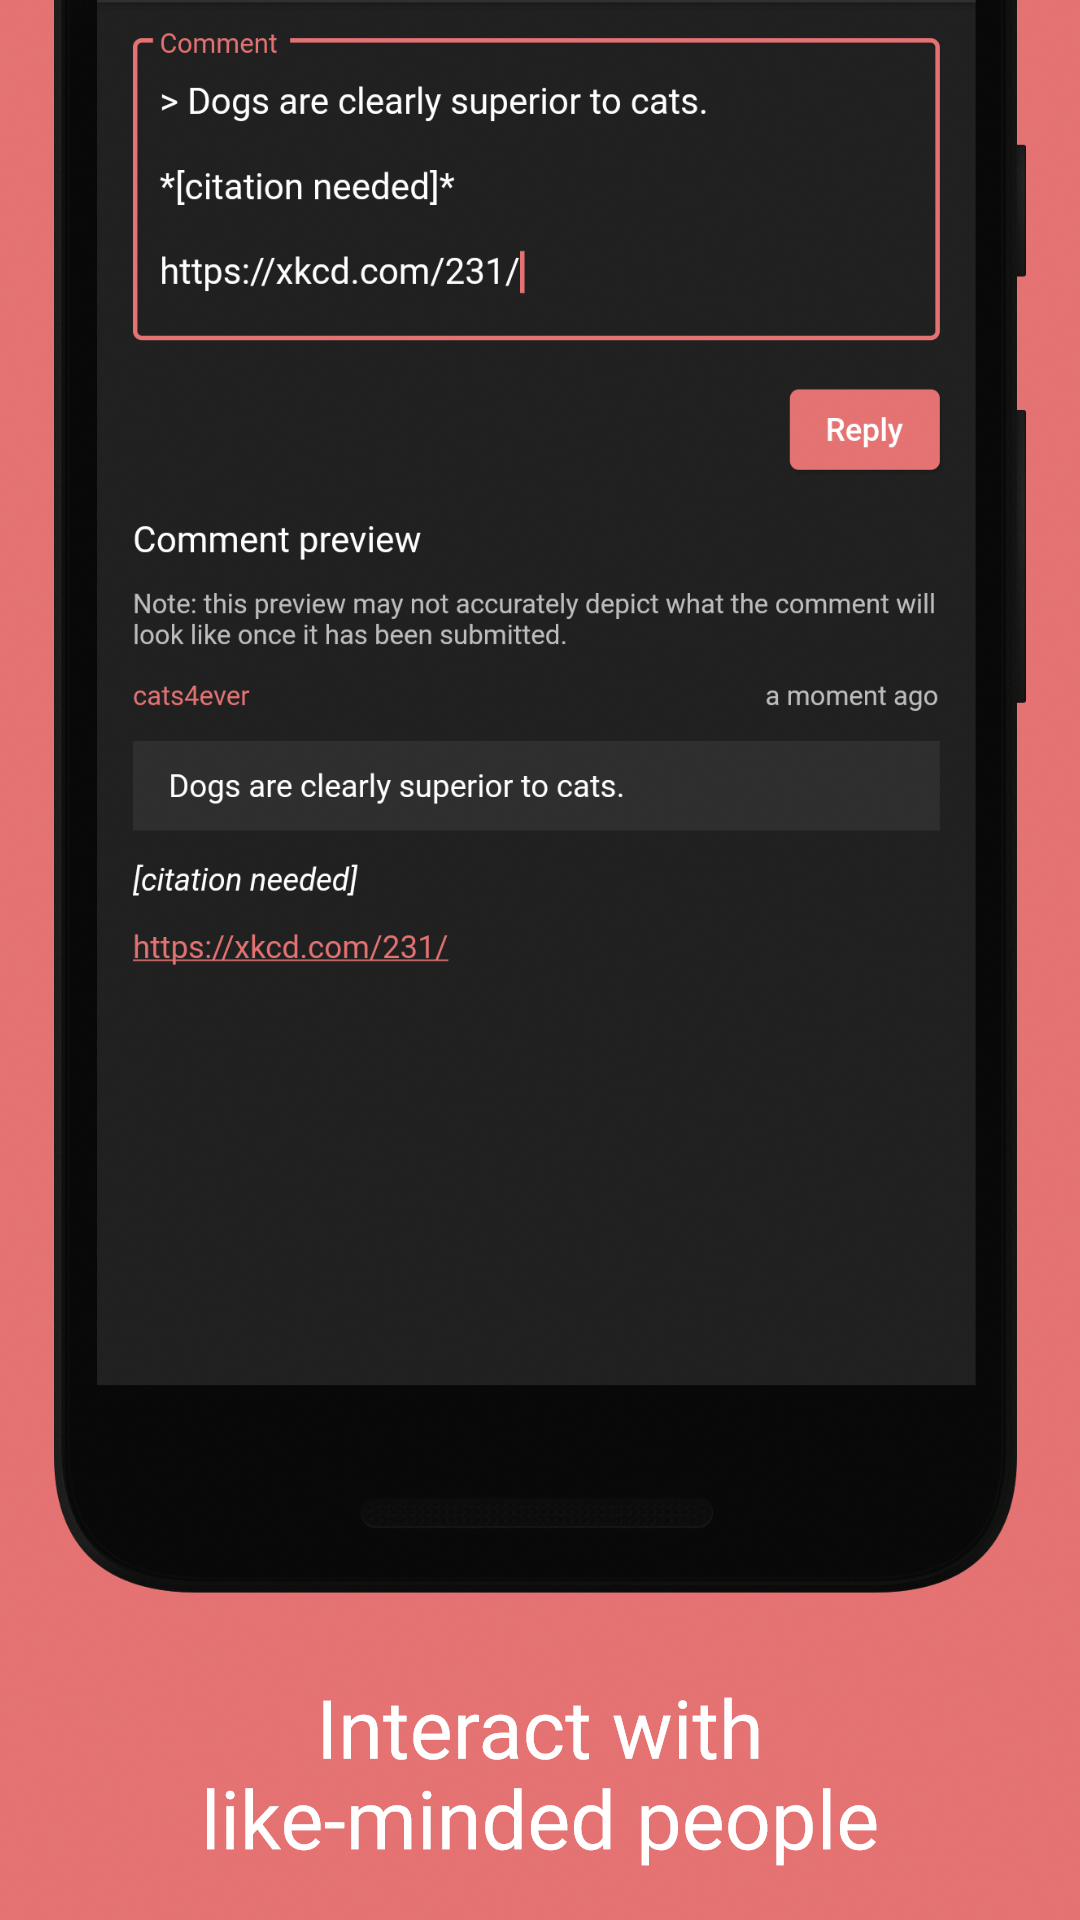 Comment
> Dogs are clearly superior to cats.
*[citation needed]*
https://xkcd.com/231/
Reply
Comment preview
Note: this preview may not accurately depict what the comment will
look like once it has been submitted.
cats4ever a moment ago
Dogs are clearly superior to cats.
[citation needed]
https://xkcd.com/231/
Interact with
like-minded people